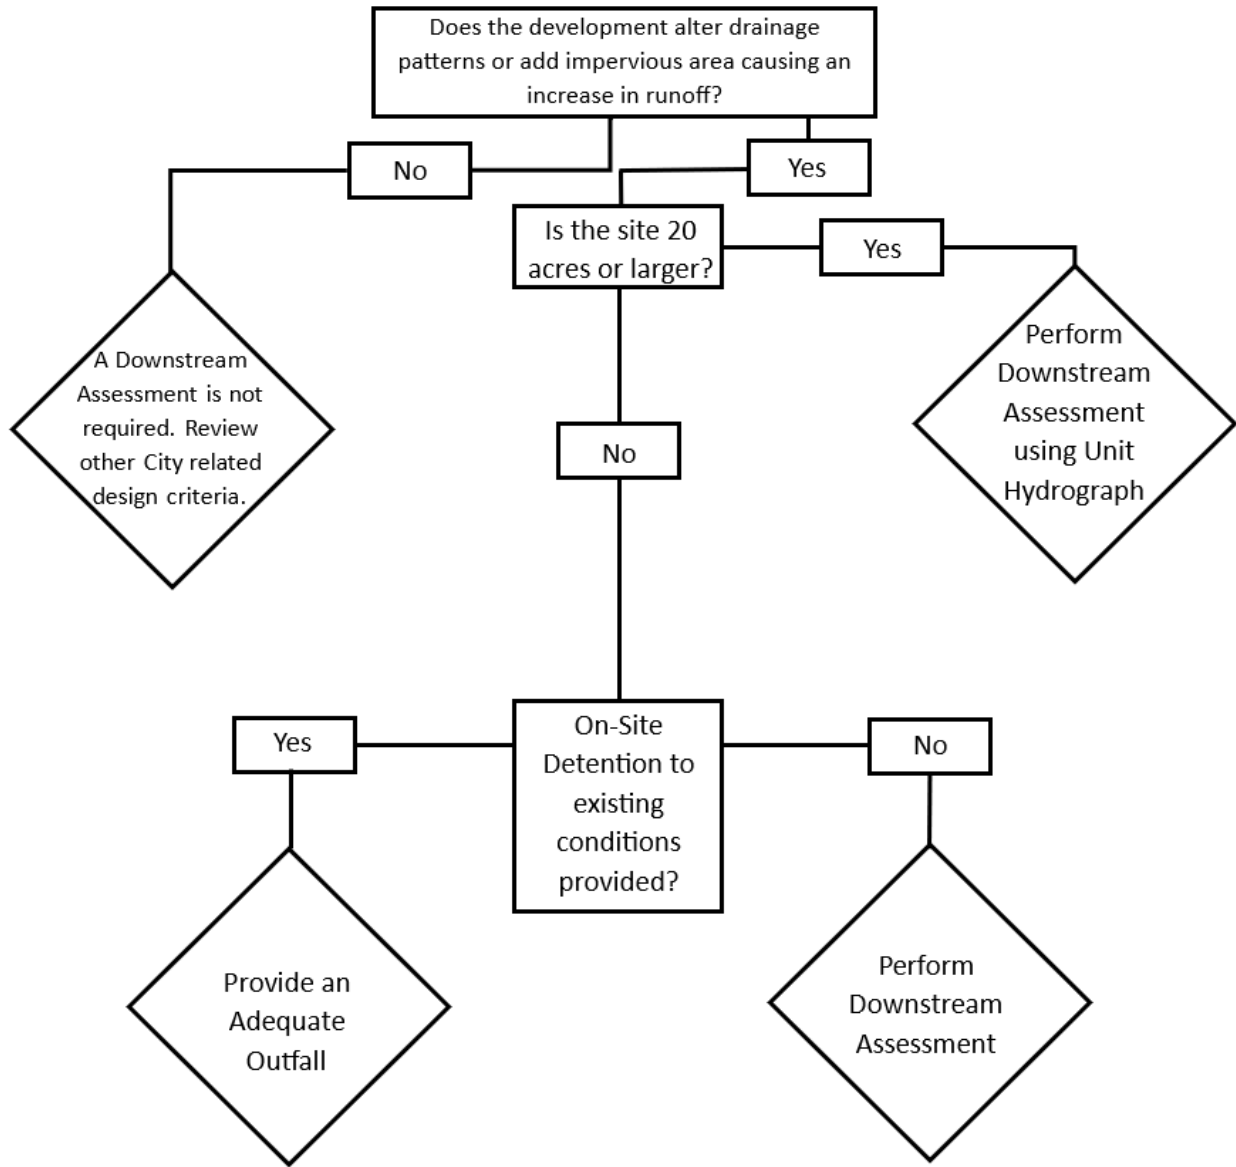 Does the development alter drainage
patterns or add impervious area causing an
increase in runoff?
No
Yes
Is the site 20
acres or larger?
Yes
A Downstream
Assessment is not
required. Review
other City related
design criteria.
Perform
Downstream
Assessment
using Unit
Hydrograph
No
On-Site
Detention to
existing
conditions
provided?
Yes
No
Provide an
Adequate
Outfall
Perform
Downstream
Assessment